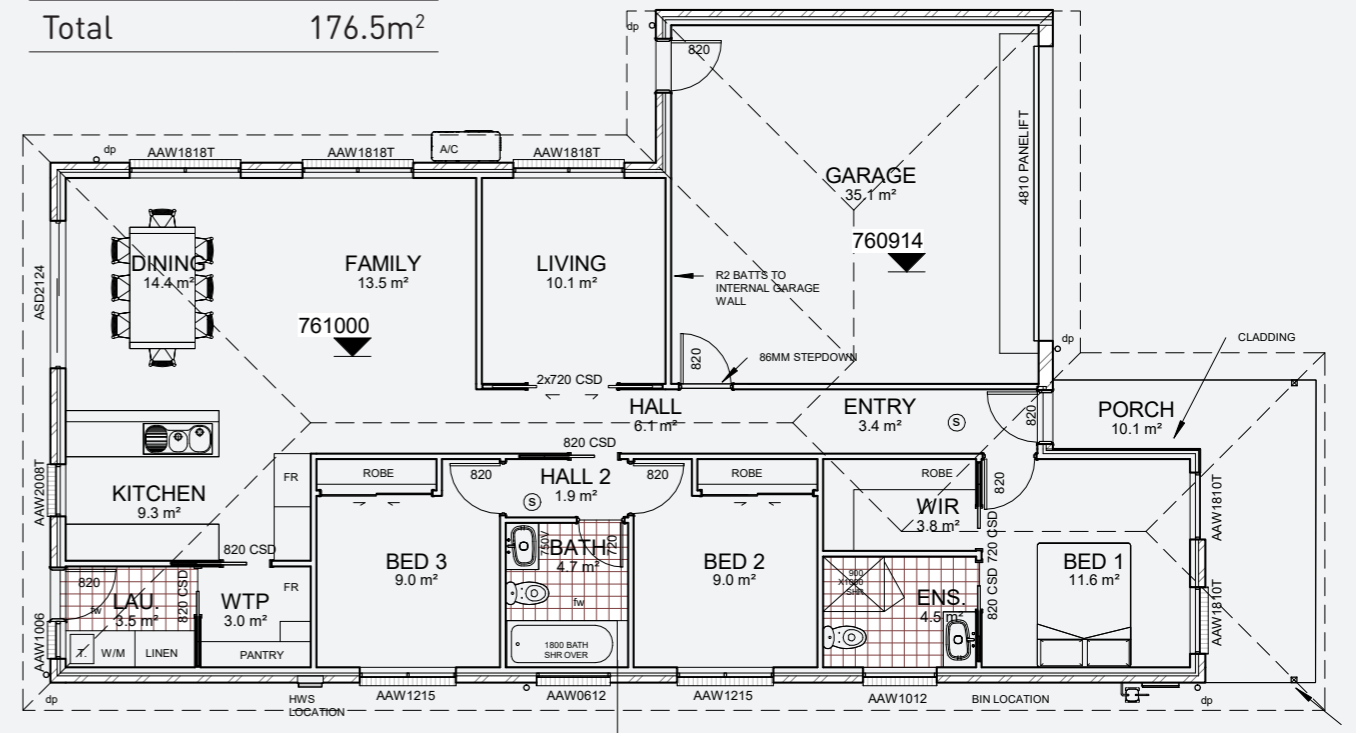 Total 176.5m²
dp
820
dp
AAW1818T
AAW1818T
A/C
AAW1818T
GARAGE
35.1 m²
4810 PANELIFT
760914
DINING
14.4 m²
FAMILY
13.5 m²
LIVING
10.1 m²
R2 BATTS TO
INTERNAL GARAGE
WALL
ASD2124
761000
dp
CLADDING
820
86MM STEPDOWN
2x720 CSD
HALL
6.1 m²
ENTRY
3.4 m²
S
820
PORCH
10.1 m²
820 CSD
FR
ROBE
820
HALL 2
1.9 m²
S
820
ROBE
ROBE
820
AAW2008T
KITCHEN
9.3 m²
WIR
3.8 m²
720 CSD
AAW1810T
750V
BATH
4.7 m²
720
820 CSD
BED 3
9.0 m²
BED 2
9.0 m²
BED 1
11.6 m²
820
LAU.
3.5 m²
fw
820 CSD
WTP
3.0 m²
FR
fw
900
X1000
SHR
ENS.
4.5 m²
820 CSD
AAW1810T
AAW1006
T.
W/M
LINEN
PANTRY
1800 BATH
SHR OVER
dp
HWS
LOCATION
AAW1215
AAW0612
AAW1215
AAW1012
BIN LOCATION
dp